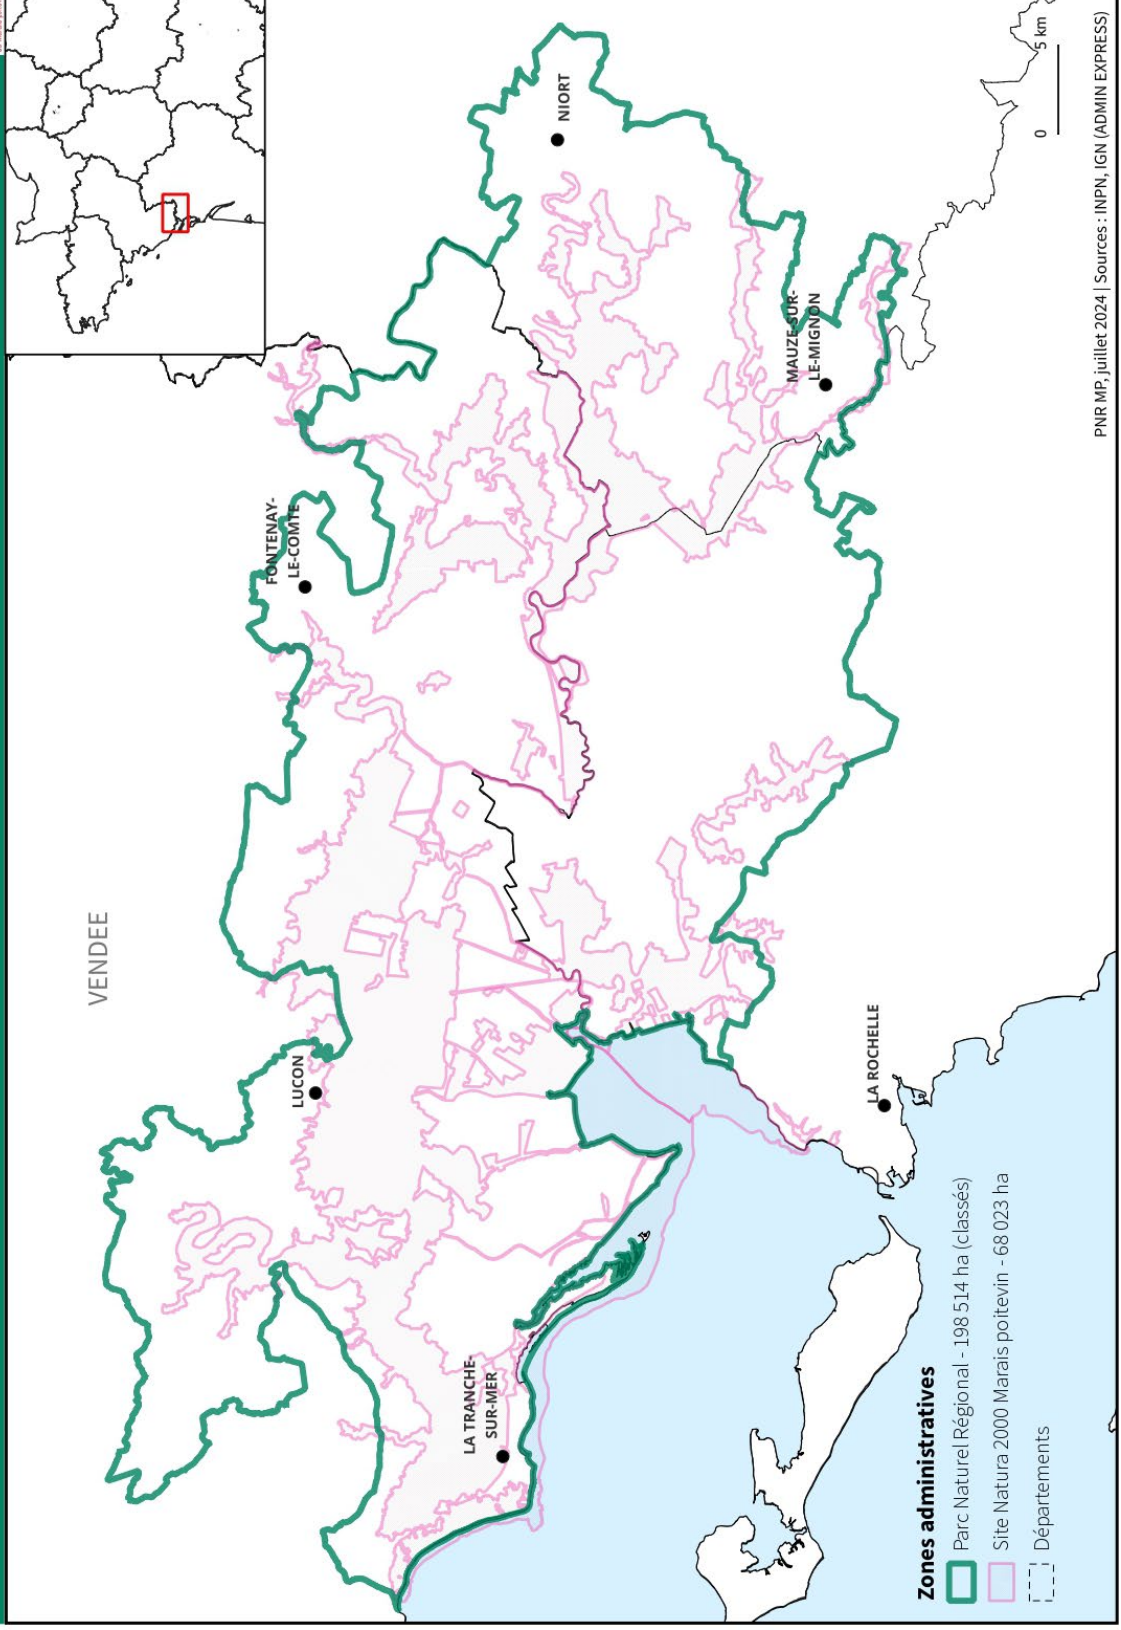 VENDEE
FONTENAY-
LE-COMTE
NIORT
LUCON
MAUZE-SUR-
LE-MIGNON
LA TRANCHE-
SUR-MER
LA ROCHELLE
Zones administratives
Parc Naturel Régional - 198 514 ha (classés)
Site Natura 2000 Marais poitevin - 68 023 ha
Départements
0
5 km
PNR MP, juillet 2024 | Sources : INPN, IGN (ADMIN EXPRESS)